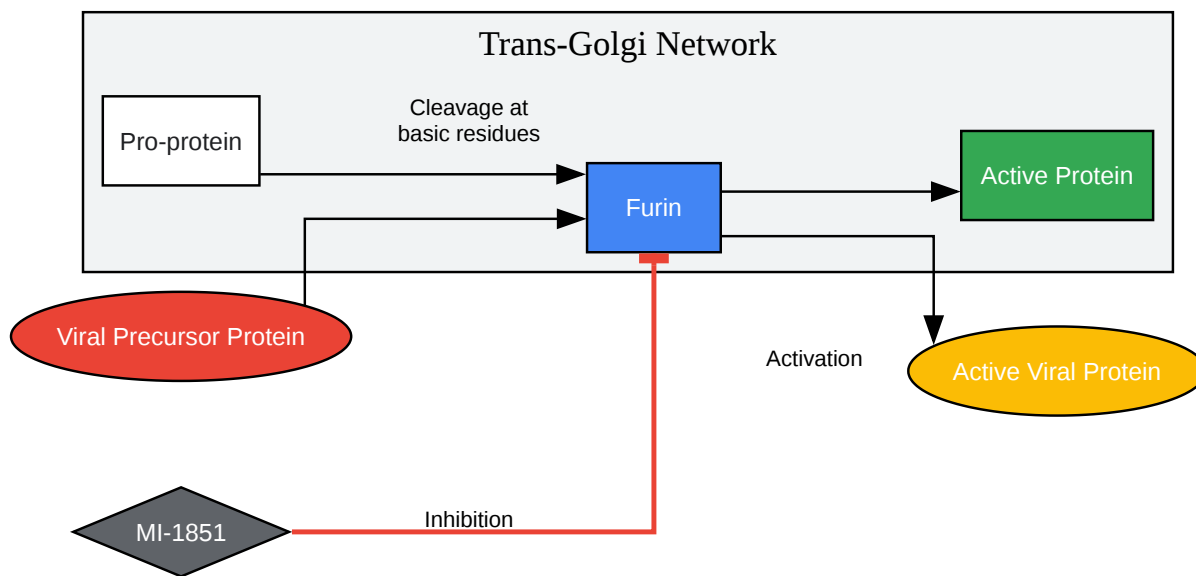 Trans-Golgi Network
Cleavage at
basic residues
Pro-protein
Furin
Active Protein
Viral Precursor Protein
Activation
Active Viral Protein
MI-1851
Inhibition